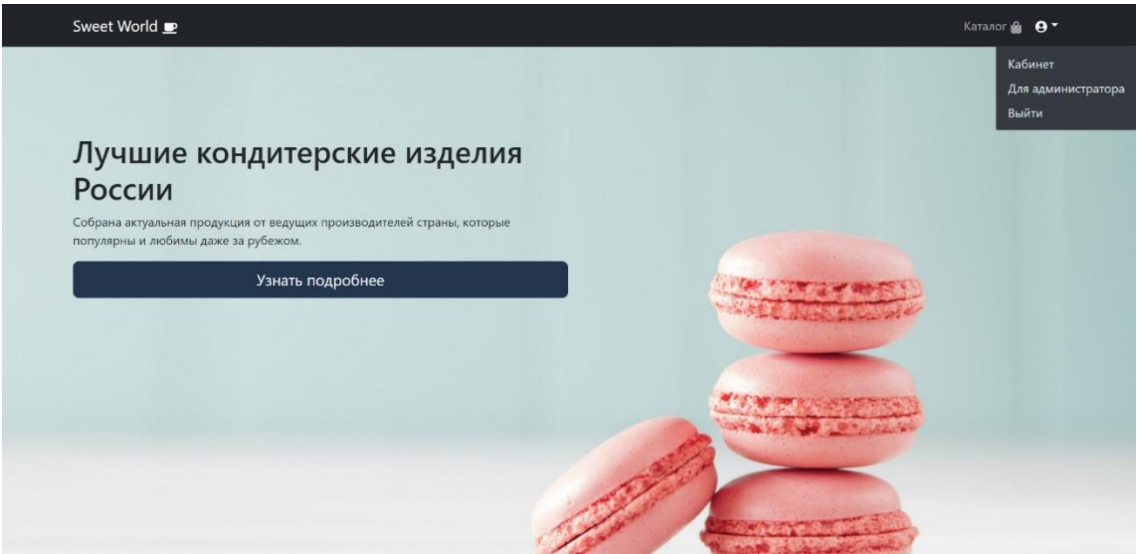 Sweet World
Каталог
Кабинет
Для администратора
Выйти
Лучшие кондитерские изделия
России
Собрана актуальная продукция от ведущих производителей страны, которые
популярны и любимы даже за рубежом.
Узнать подробнее